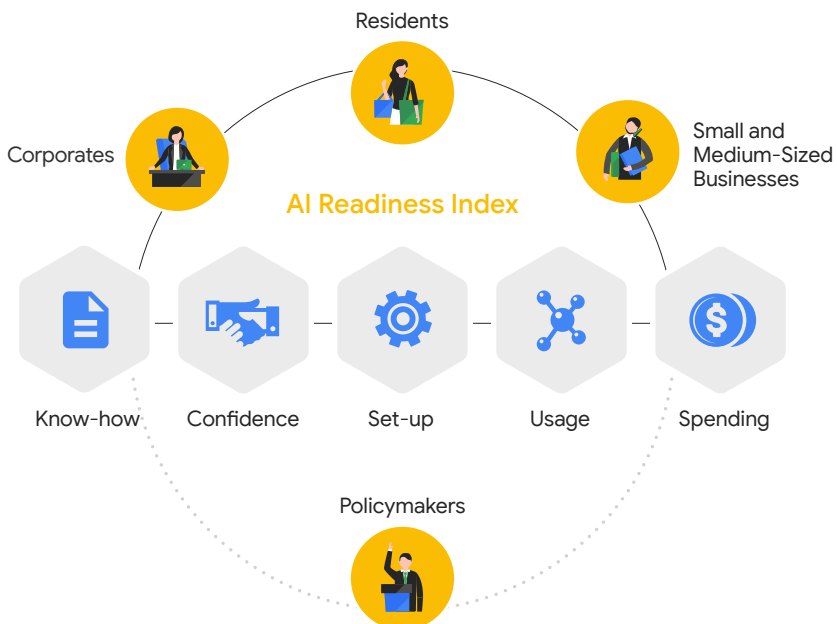 Residents
Corporates
Small and
Medium-Sized
Businesses
AI Readiness Index
$
Know-how
Confidence
Set-up
Usage
Spending
Policymakers